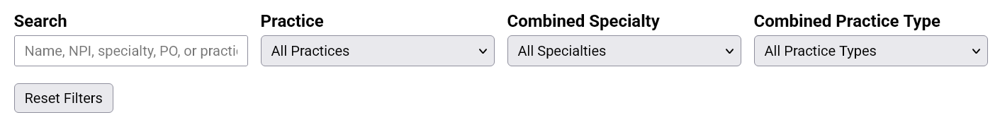 Search
Practice
Combined Specialty
Combined Practice Type
Name, NPI, specialty, PO, or practi
All Practices
All Specialties
All Practice Types
Reset Filters